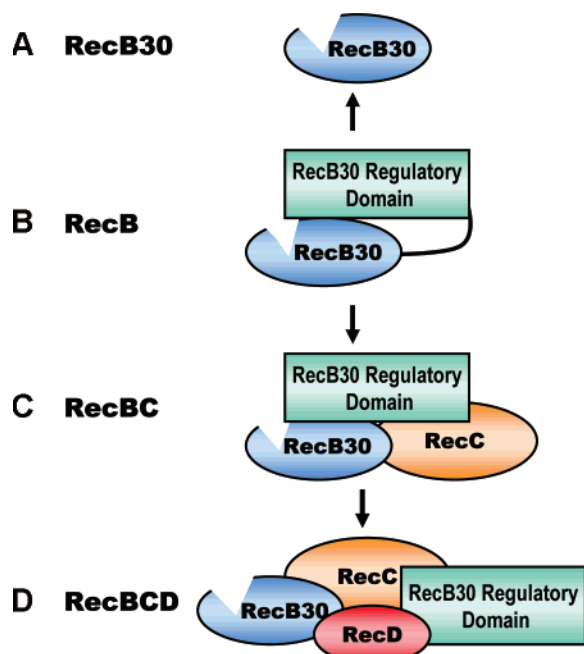 A RecB30
RecB30
RecB30 Regulatory
Domain
B RecB
RecB30
RecB30 Regulatory
Domain
C RecBC
RecB30 RecC
RecC
D RecBCD
RecB30
RecB30 Regulatory
Domain
RecD